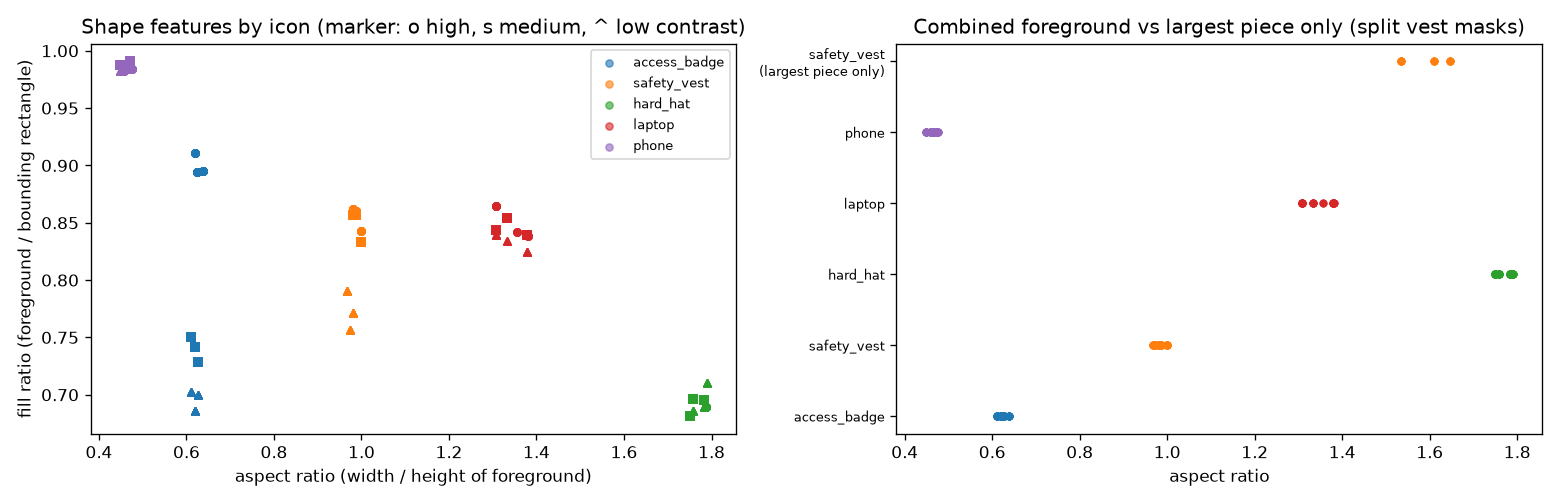 Shape features by icon (marker: o high, s medium, ^ low contrast)
fill ratio (foreground / bounding rectangle)
1.00
0.95
0.90
0.85
0.80
0.75
0.70
access_badge
safety_vest
hard_hat
laptop
phone
0.4 0.6 0.8 1.0 1.2 1.4 1.6 1.8
aspect ratio (width / height of foreground)
Combined foreground vs largest piece only (split vest masks)
safety_vest
(largest piece only)
phone
laptop
hard_hat
safety_vest
access_badge
0.4 0.6 0.8 1.0 1.2 1.4 1.6 1.8
aspect ratio